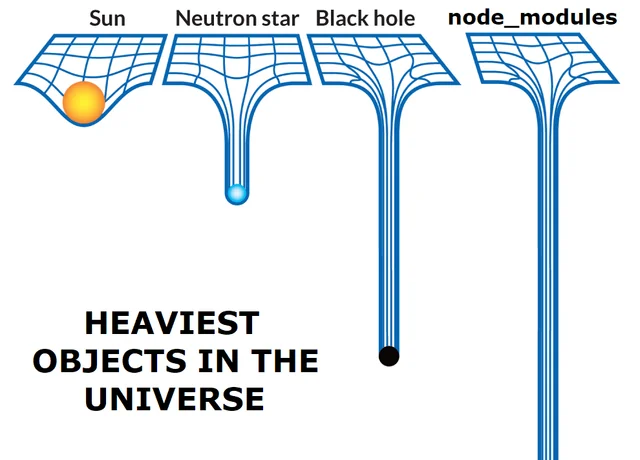 Sun
Neutron star
Black hole
node_modules
HEAVIEST
OBJECTS IN THE
UNIVERSE